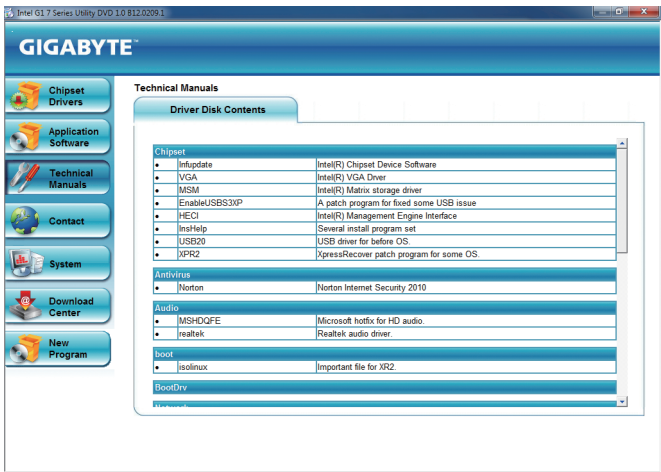 Intel G1 7 Series Utility DVD 1.0 B12.0209.1
GIGABYTE™
Chipset
Drivers
Application
Software
Technical
Manuals
Contact
System
Download
Center
New
Program
Technical Manuals
Driver Disk Contents
Chipset
• Infupdate Intel(R) Chipset Device Software
• VGA Intel(R) VGA Drver
• MSM Intel(R) Matrix storage driver
• EnableUSBS3XP A patch program for fixed some USB issue
• HECI Intel(R) Management Engine Interface
• InsHelp Several install program set
• USB20 USB driver for before OS.
• XPR2 XpressRecover patch program for some OS.
Antivirus
• Norton Norton Internet Security 2010
Audio
• MSHDQFE Microsoft hotfix for HD audio.
• realtek Realtek audio driver.
boot
• isolinux Important file for XR2.
BootDrv
Network